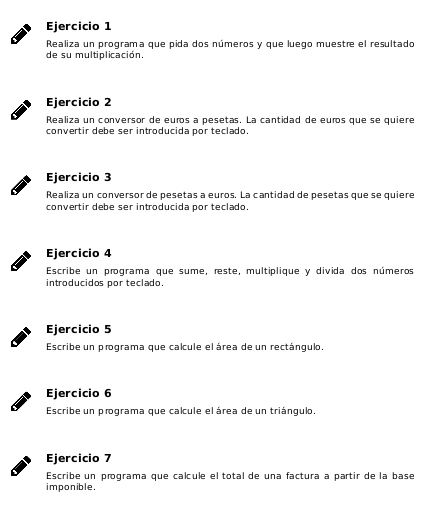 Ejercicio 1
Realiza un programa que pida dos números y que luego muestre el resultado
de su multiplicación.
Ejercicio 2
Realiza un conversor de euros a pesetas. La cantidad de euros que se quiere
convertir debe ser introducida por teclado.
Ejercicio 3
Realiza un conversor de pesetas a euros. La cantidad de pesetas que se quiere
convertir debe ser introducida por teclado.
Ejercicio 4
Escribe un programa que sume, reste, multiplique y divida dos números
introducidos por teclado.
Ejercicio 5
Escribe un programa que calcule el área de un rectángulo.
Ejercicio 6
Escribe un programa que calcule el área de un triángulo.
Ejercicio 7
Escribe un programa que calcule el total de una factura a partir de la base
imponible.